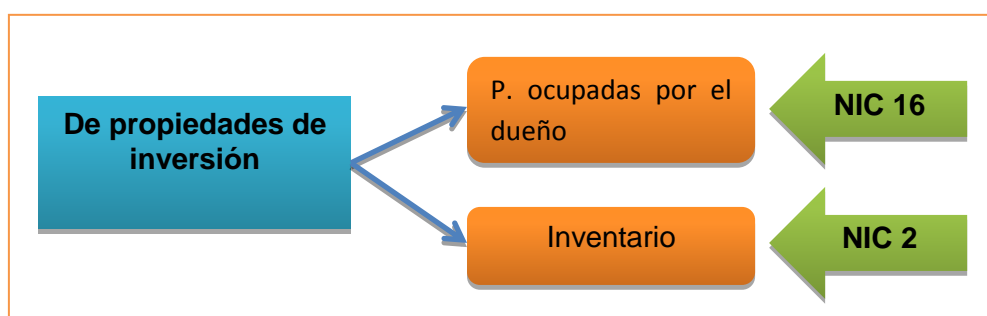 De propiedades de
inversión
P. ocupadas por el
dueño
NIC 16
Inventario
NIC 2